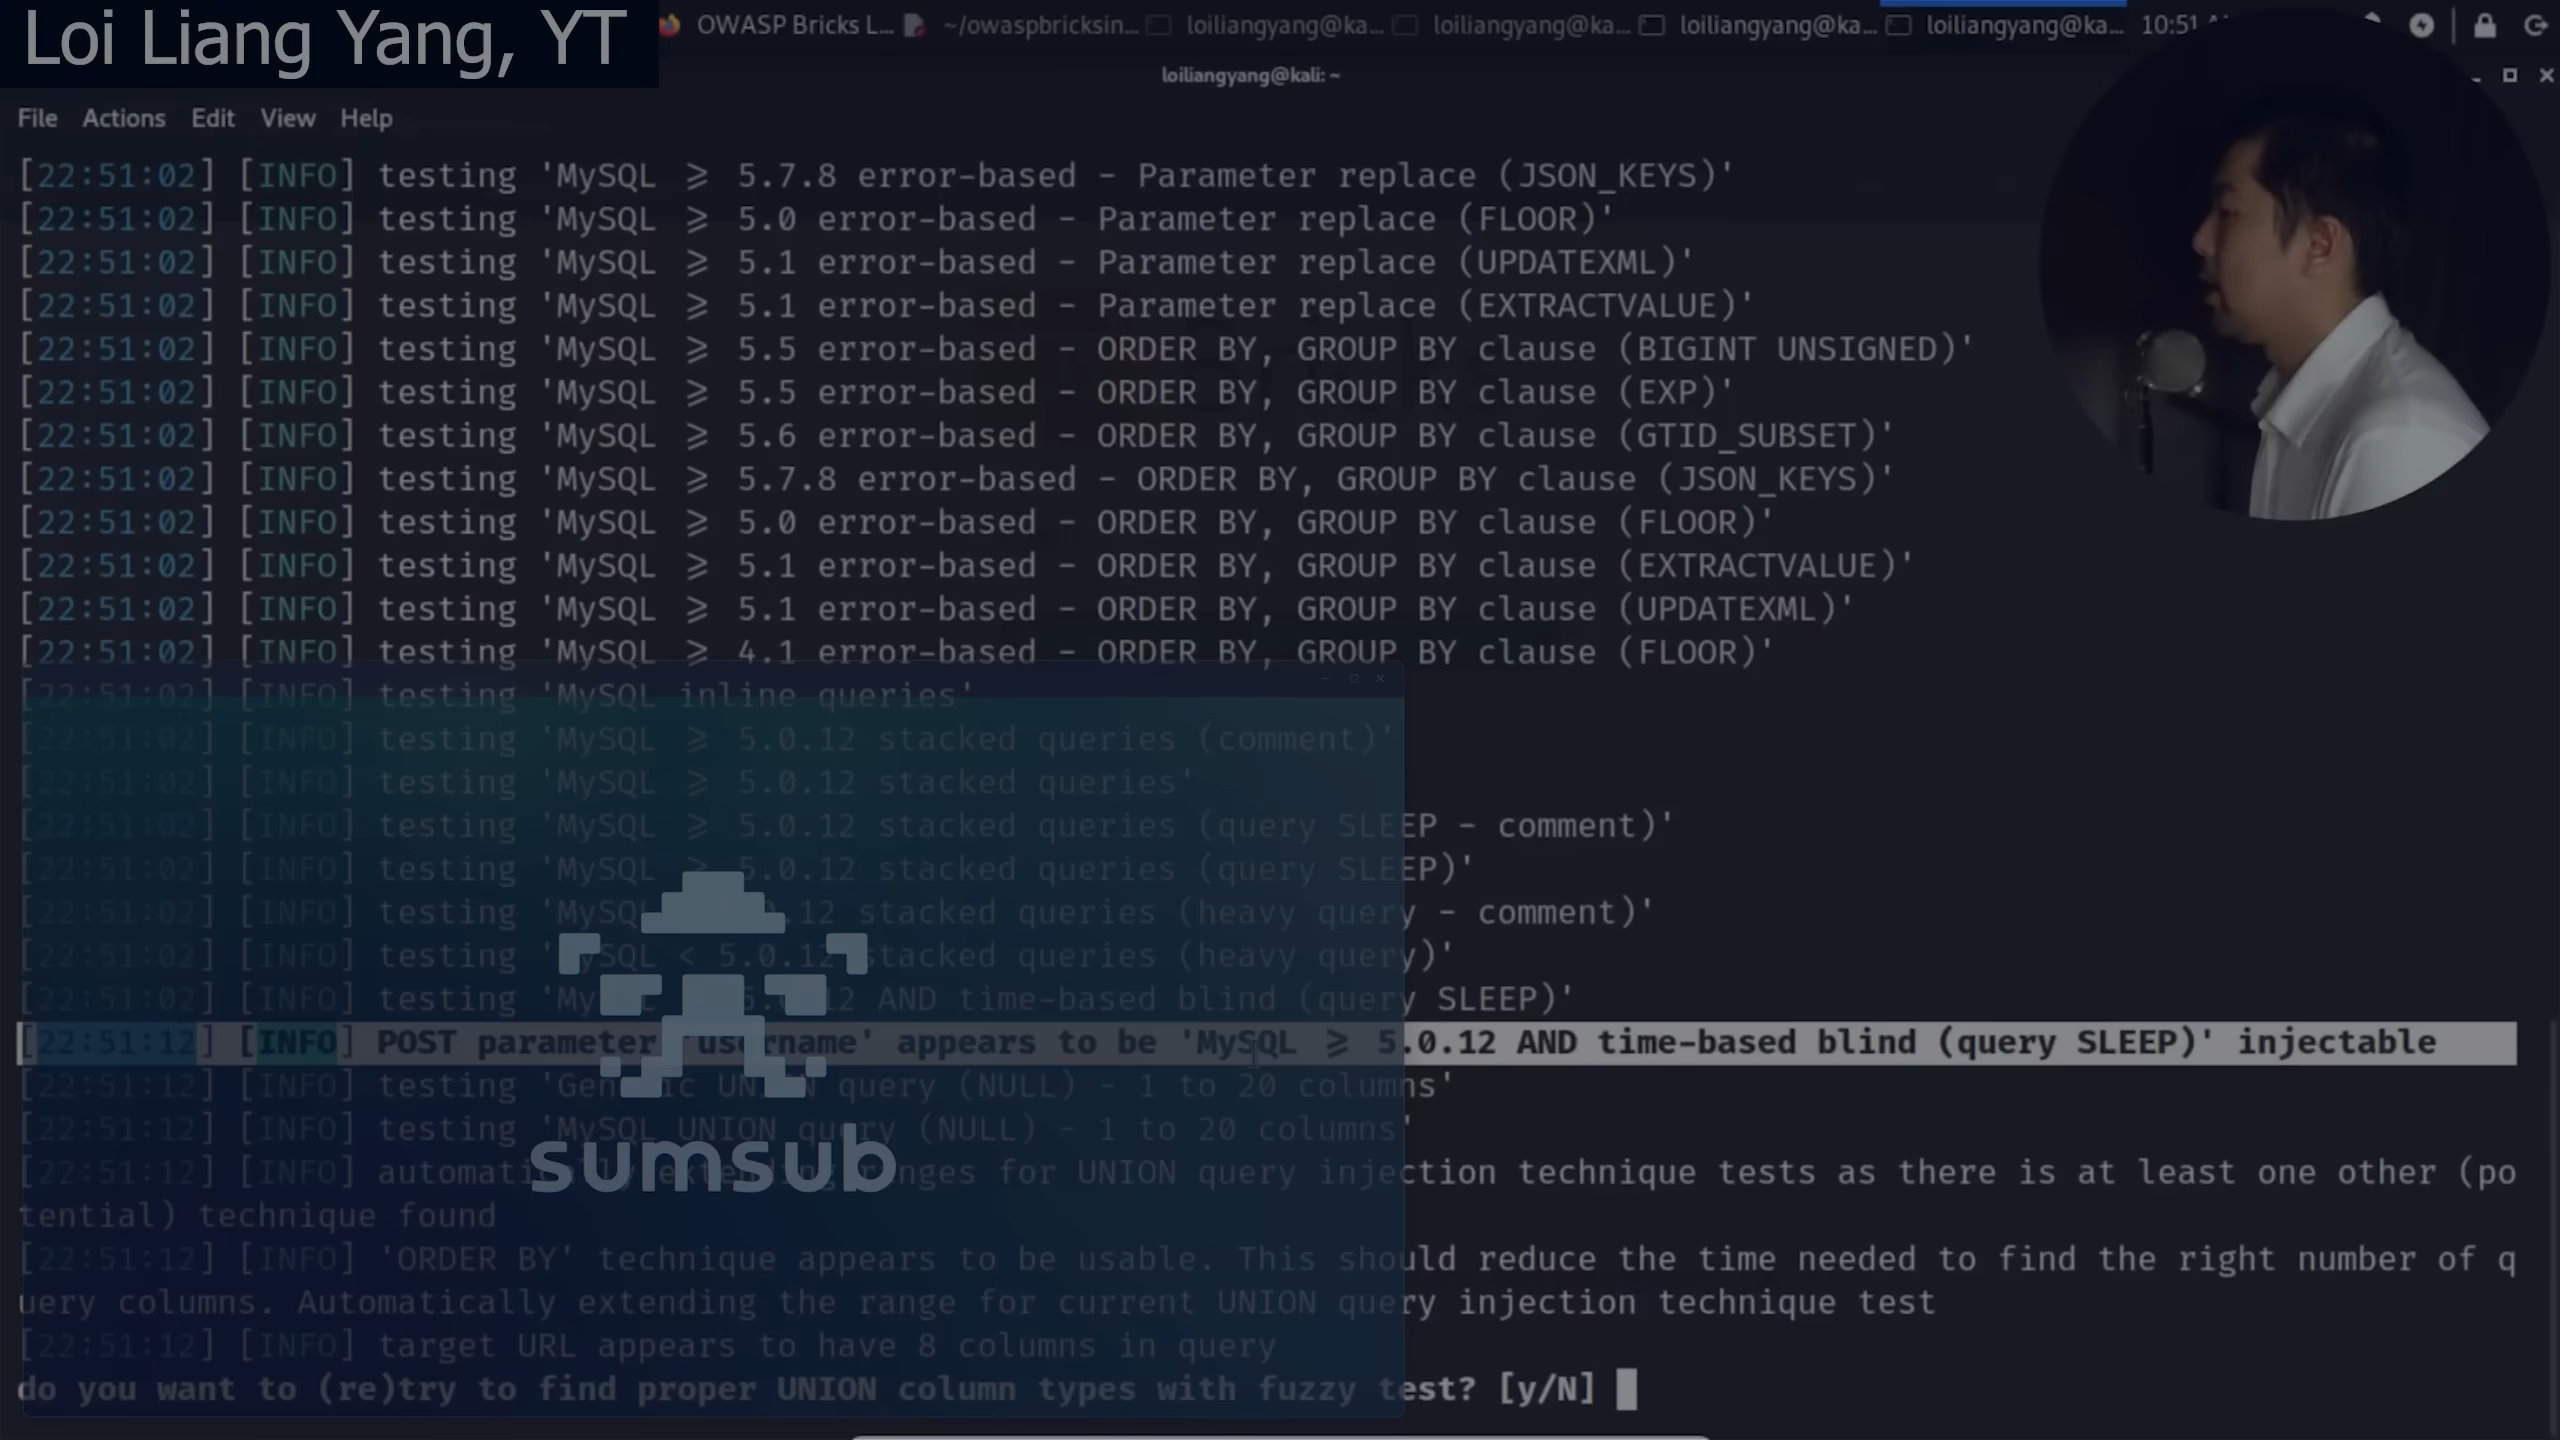 Loi Liang Yang, YT
OWASP Bricks L... ~/owaspbricksin... loiliangyang@ka... loiliangyang@ka... loiliangyang@ka... loiliangyang@ka... 10:51
loiliangyang@kali: ~
File Actions Edit View Help
[22:51:02] [INFO] testing 'MySQL ≥ 5.7.8 error-based - Parameter replace (JSON_KEYS)'
[22:51:02] [INFO] testing 'MySQL ≥ 5.0 error-based - Parameter replace (FLOOR)'
[22:51:02] [INFO] testing 'MySQL ≥ 5.1 error-based - Parameter replace (UPDATEXML)'
[22:51:02] [INFO] testing 'MySQL ≥ 5.1 error-based - Parameter replace (EXTRACTVALUE)'
[22:51:02] [INFO] testing 'MySQL ≥ 5.5 error-based - ORDER BY, GROUP BY clause (BIGINT UNSIGNED)'
[22:51:02] [INFO] testing 'MySQL ≥ 5.5 error-based - ORDER BY, GROUP BY clause (EXP)'
[22:51:02] [INFO] testing 'MySQL ≥ 5.6 error-based - ORDER BY, GROUP BY clause (GTID_SUBSET)'
[22:51:02] [INFO] testing 'MySQL ≥ 5.7.8 error-based - ORDER BY, GROUP BY clause (JSON_KEYS)'
[22:51:02] [INFO] testing 'MySQL ≥ 5.0 error-based - ORDER BY, GROUP BY clause (FLOOR)'
[22:51:02] [INFO] testing 'MySQL ≥ 5.1 error-based - ORDER BY, GROUP BY clause (EXTRACTVALUE)'
[22:51:02] [INFO] testing 'MySQL ≥ 5.1 error-based - ORDER BY, GROUP BY clause (UPDATEXML)'
[22:51:02] [INFO] testing 'MySQL ≥ 4.1 error-based - ORDER BY, GROUP BY clause (FLOOR)'
[22:51:02] [INFO] testing 'MySQL inline queries'
[22:51:02] [INFO] testing 'MySQL ≥ 5.0.12 stacked queries (comment)'
[22:51:02] [INFO] testing 'MySQL ≥ 5.0.12 stacked queries'
[22:51:02] [INFO] testing 'MySQL ≥ 5.0.12 stacked queries (query SLEEP - comment)'
[22:51:02] [INFO] testing 'MySQL ≥ 5.0.12 stacked queries (query SLEEP)'
[22:51:02] [INFO] testing 'MySQL .12 stacked queries (heavy query - comment)'
[22:51:02] [INFO] testing 'MySQL < 5.0.12 stacked queries (heavy query)'
[22:51:02] [INFO] testing AND time-based blind (query SLEEP)'
[22:51:12] [INFO] POST parameter 'username' appears to be 'MySQL ≥ 5.0.12 AND time-based blind (query SLEEP)' injectable
[22:51:12] [INFO] testing 'Generic UNION query (NULL) - 1 to 20 columns'
[22:51:12] [INFO] testing 'MySQL UNION query (NULL) - 1 to 20 columns'
[22:51:12] [INFO] automatically extending ranges for UNION query injection technique tests as there is at least one other (po
tential) technique found
[22:51:12] [INFO] 'ORDER BY' technique appears to be usable. This should reduce the time needed to find the right number of q
uery columns. Automatically extending the range for current UNION query injection technique test
[22:51:12] [INFO] target URL appears to have 8 columns in query
do you want to (re)try to find proper UNION column types with fuzzy test? [y/N]
sumsub